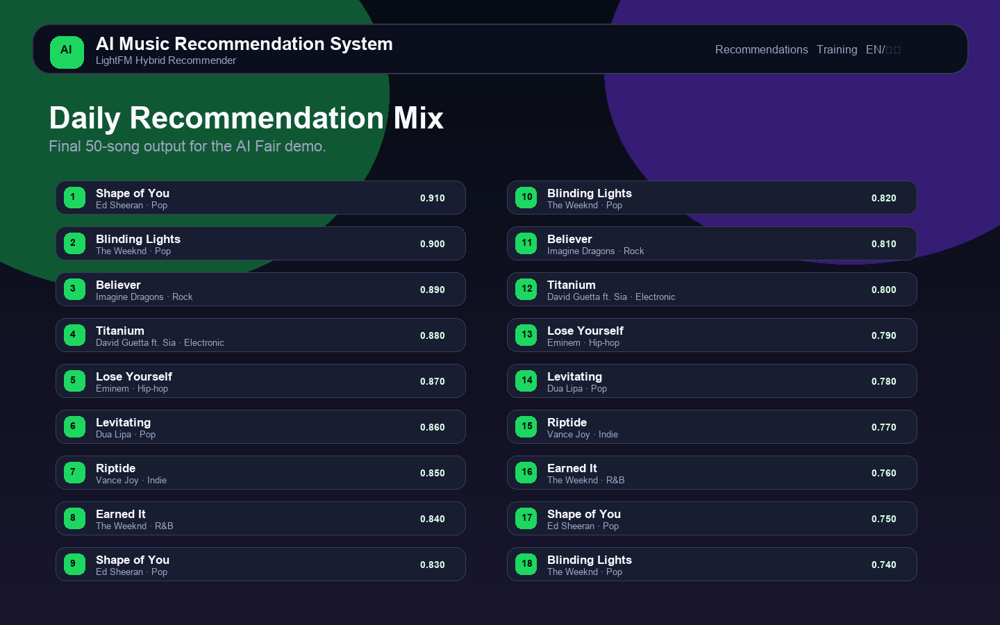 AI
AI Music Recommendation System
LightFM Hybrid Recommender
Recommendations Training EN/
Daily Recommendation Mix
Final 50-song output for the AI Fair demo.
1 Shape of You 0.910
Ed Sheeran · Pop
2 Blinding Lights 0.900
The Weeknd · Pop
3 Believer 0.890
Imagine Dragons · Rock
4 Titanium 0.880
David Guetta ft. Sia · Electronic
5 Lose Yourself 0.870
Eminem · Hip-hop
6 Levitating 0.860
Dua Lipa · Pop
7 Riptide 0.850
Vance Joy · Indie
8 Earned It 0.840
The Weeknd · R&B
9 Shape of You 0.830
Ed Sheeran · Pop
10 Blinding Lights 0.820
The Weeknd · Pop
11 Believer 0.810
Imagine Dragons · Rock
12 Titanium 0.800
David Guetta ft. Sia · Electronic
13 Lose Yourself 0.790
Eminem · Hip-hop
14 Levitating 0.780
Dua Lipa · Pop
15 Riptide 0.770
Vance Joy · Indie
16 Earned It 0.760
The Weeknd · R&B
17 Shape of You 0.750
Ed Sheeran · Pop
18 Blinding Lights 0.740
The Weeknd · Pop